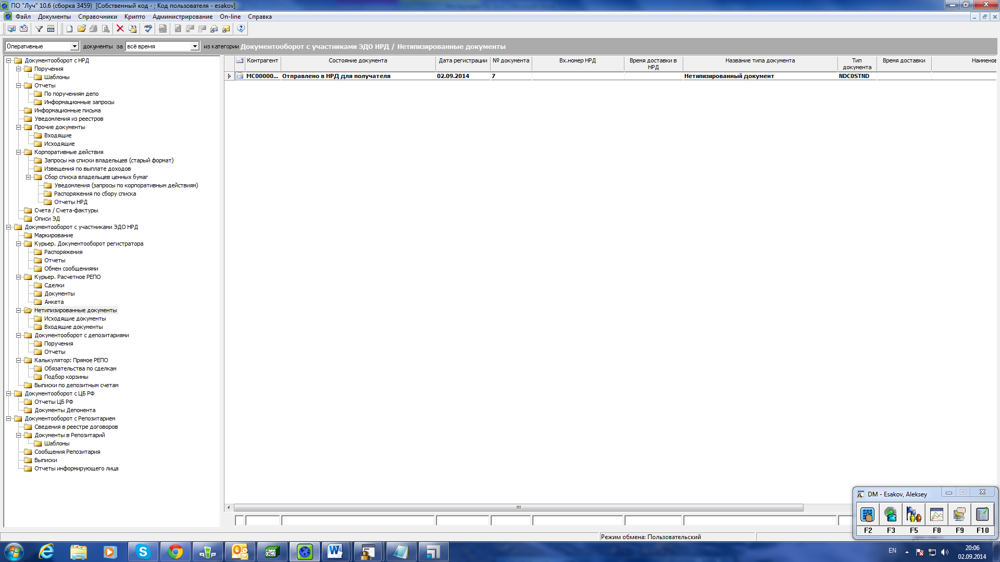 ПО "Луч" 10.6 (сборка 3459) [Собственный код - ; Код пользователя - esakov]
Файл Документы Справочники Крипто Администрирование On-line Справка
Оперативные документы за всё время из категории Документооборот с участниками ЭДО НРД / Нетипизированные документы
Документооборот с НРД
Поручения
Шаблоны
Отчеты
По поручениям депо
Информационные запросы
Информационные письма
Уведомления из реестров
Прочие документы
Входящие
Исходящие
Корпоративные действия
Запросы на списки владельцев (старый формат)
Извещения по выплате доходов
Сбор списка владельцев ценных бумаг
Уведомления (запросы по корпоративным действиям)
Распоряжения по сбору списка
Отчеты НРД
Счета / Счета-фактуры
Описи ЭД
Документооборот с участниками ЭДО НРД
Маркирование
Курьер. Документооборот регистратора
Распоряжения
Отчеты
Обмен сообщениями
Курьер. Расчетное РЕПО
Сделки
Документы
Анкета
Нетипизированные документы
Исходящие документы
Входящие документы
Документооборот с депозитариями
Поручения
Отчеты
Калькулятор: Прямое РЕПО
Обязательства по сделкам
Подбор корзины
Выписки по депозитным счетам
Документооборот с ЦБ РФ
Отчеты ЦБ РФ
Документы Депонента
Документооборот с Репозитарием
Сведения в реестре договоров
Документы в Репозитарий
Шаблоны
Сообщения Репозитария
Выписки
Отчеты информирующего лица
Контрагент Состояние документа Дата регистрации № документа Вх.номер НРД Время доставки в НРД Название типа документа Тип документа Время доставки Наименов
МС00000... Отправлено в НРД для получателя 02.09.2014 7 Нетипизированный документ NDC0STND
DM - Esakov, Aleksey
F2 F3 F5 F8 F9 F10
Режим обмена: Пользовательский
EN
20:06
02.09.2014